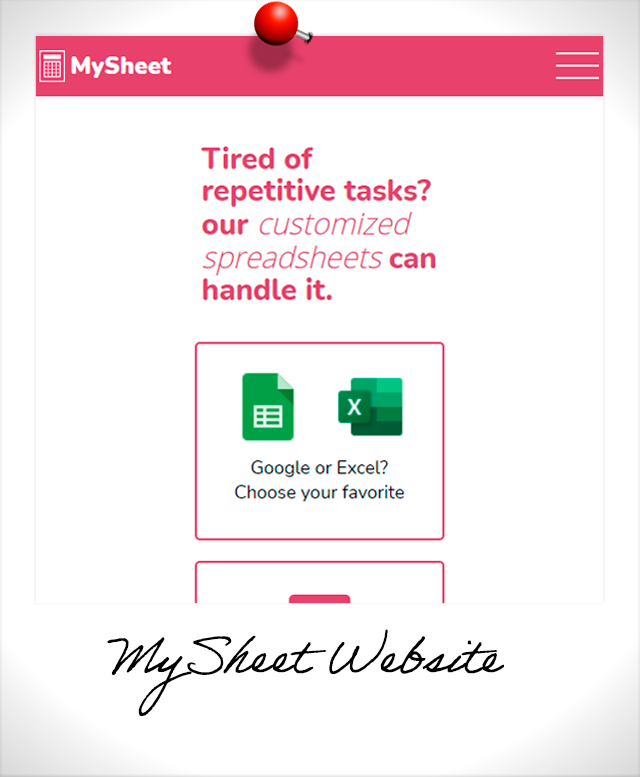 MySheet
Tired of
repetitive tasks?
our customized
spreadsheets can
handle it.
X
Google or Excel?
Choose your favorite
MySheet Website